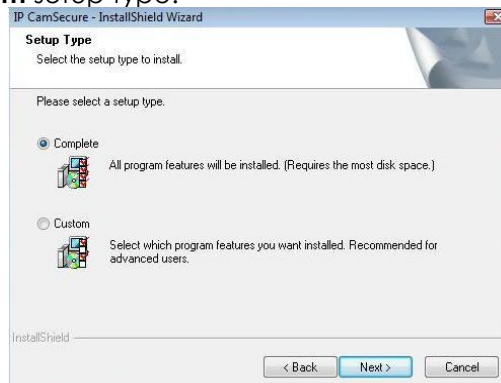 setup type.
IP CamSecure - InstallShield Wizard
Setup Type
Select the setup type to install.
Please select a setup type.
Complete
All program features will be installed. (Requires the most disk space.)
Custom
Select which program features you want installed. Recommended for
advanced users.
InstallShield
< Back
Next >
Cancel